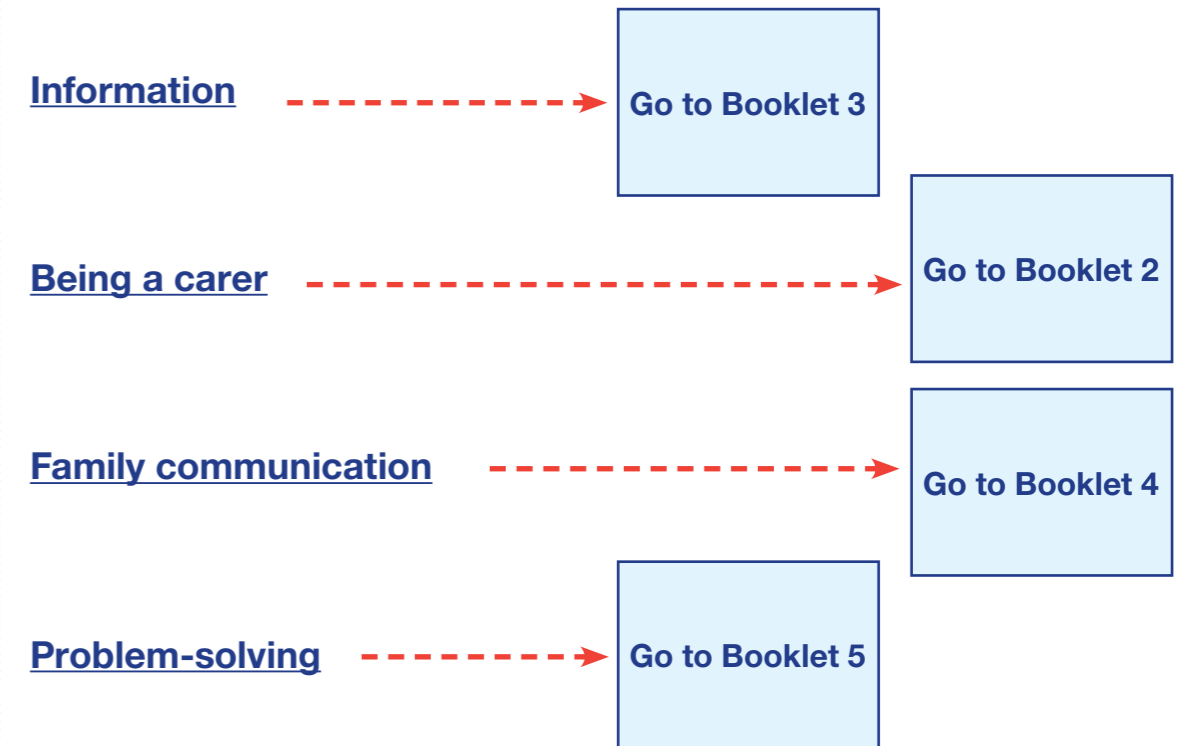 Information
Go to Booklet 3
Being a carer
Go to Booklet 2
Family communication
Go to Booklet 4
Problem-solving
Go to Booklet 5